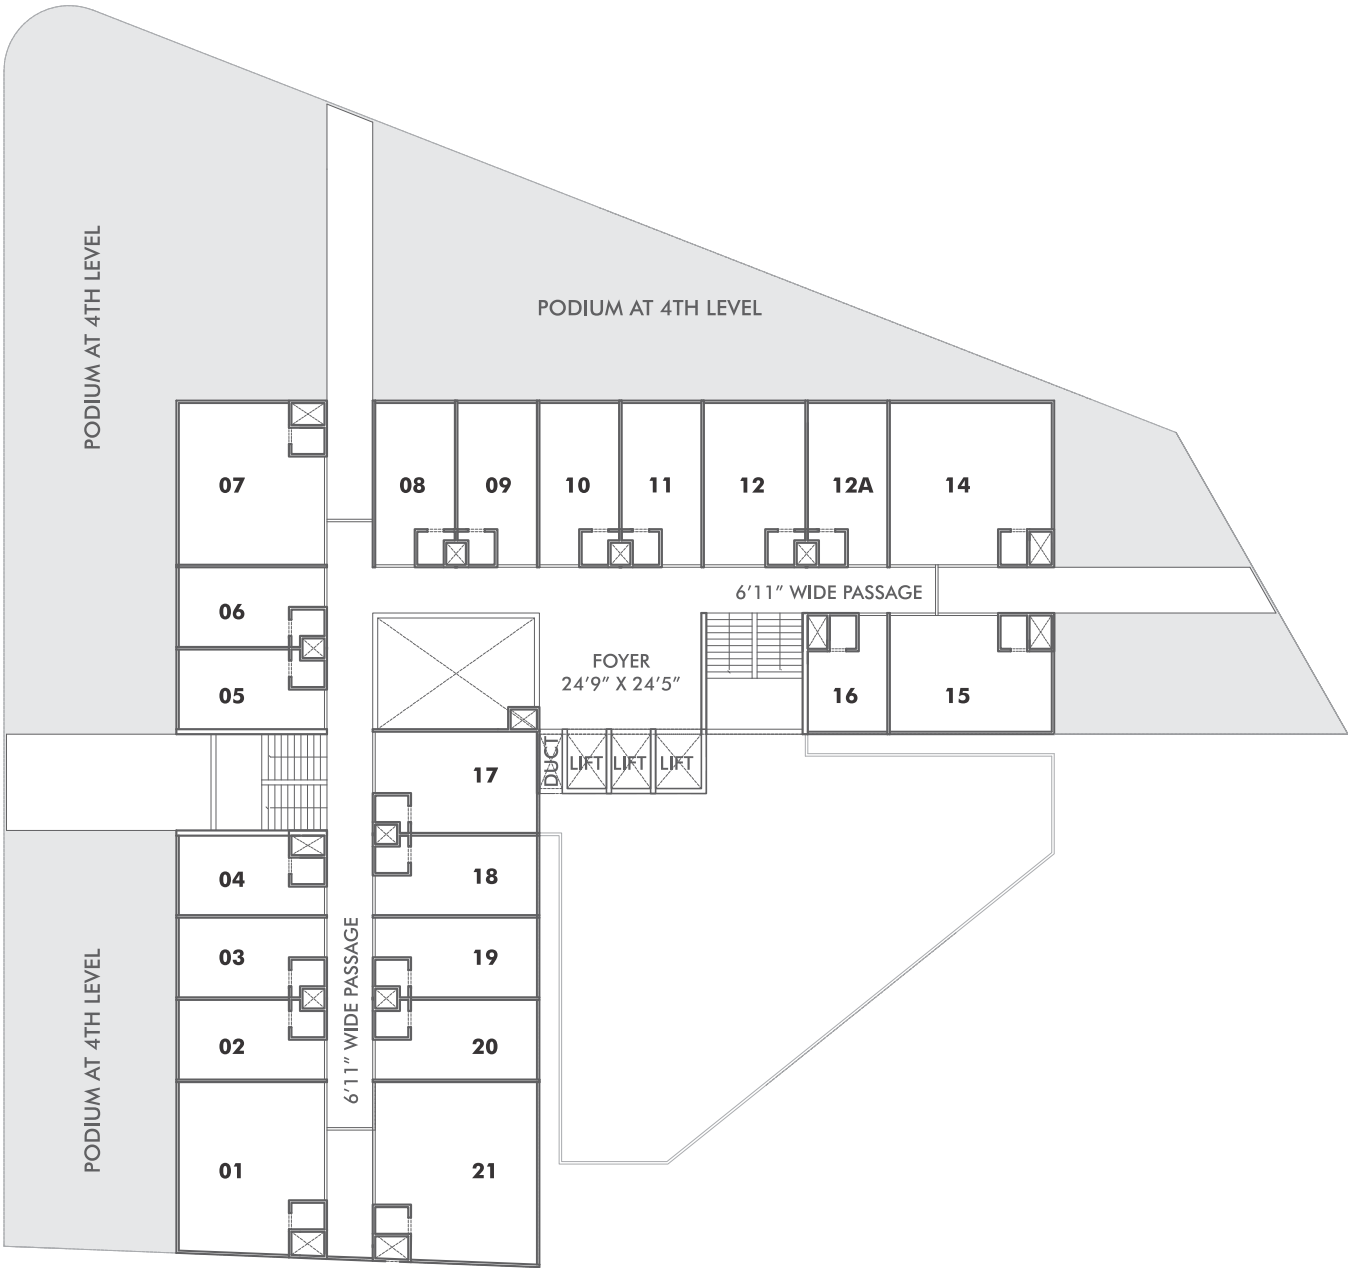 PODIUM AT 4TH LEVEL
PODIUM AT 4TH LEVEL
07
08
09
10
11
12
12A
14
6'11” WIDE PASSAGE
06
05
FOYER
24'9” X 24'5”
16
15
DUCT
LIFT
LIFT
LIFT
17
04
18
03
19
6'11” WIDE PASSAGE
PODIUM AT 4TH LEVEL
02
20
01
21